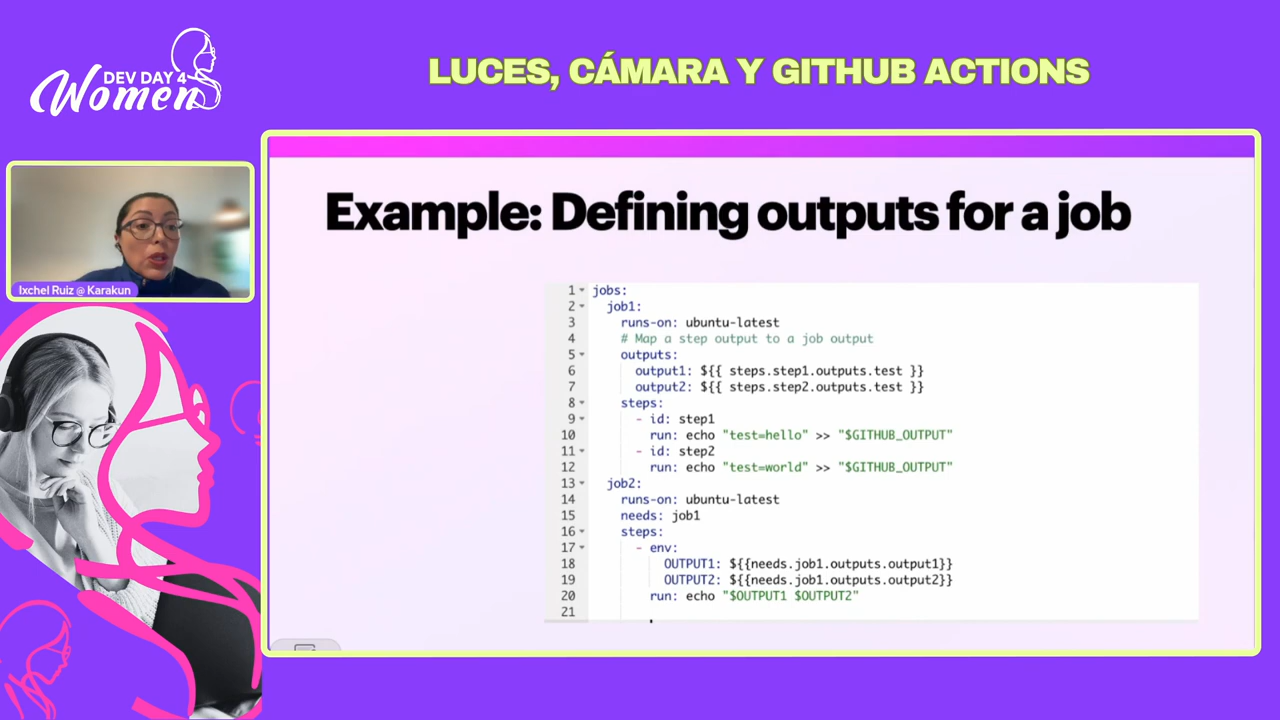 DEV DAY 4
Women
LUCES, CÁMARA Y GITHUB ACTIONS
Ixchel Ruiz @ Karakun
Example: Defining outputs for a job
1 jobs:
2   job1:
3     runs-on: ubuntu-latest
4     # Map a step output to a job output
5     outputs:
6       output1: ${{ steps.step1.outputs.test }}
7       output2: ${{ steps.step2.outputs.test }}
8     steps:
9       - id: step1
10         run: echo "test=hello" >> "$GITHUB_OUTPUT"
11       - id: step2
12         run: echo "test=world" >> "$GITHUB_OUTPUT"
13   job2:
14     runs-on: ubuntu-latest
15     needs: job1
16     steps:
17       - env:
18           OUTPUT1: ${{needs.job1.outputs.output1}}
19           OUTPUT2: ${{needs.job1.outputs.output2}}
20         run: echo "$OUTPUT1 $OUTPUT2"
21